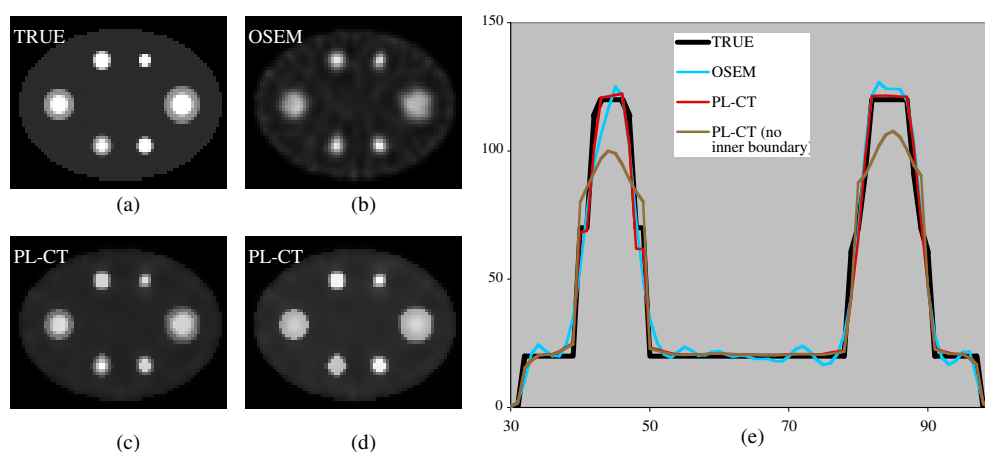 TRUE
OSEM
(a)
(b)
PL-CT
PL-CT
(c)
(d)
150
100
50
0
30
50
70
90
TRUE
OSEM
PL-CT
PL-CT (no
inner boundary)
(e)